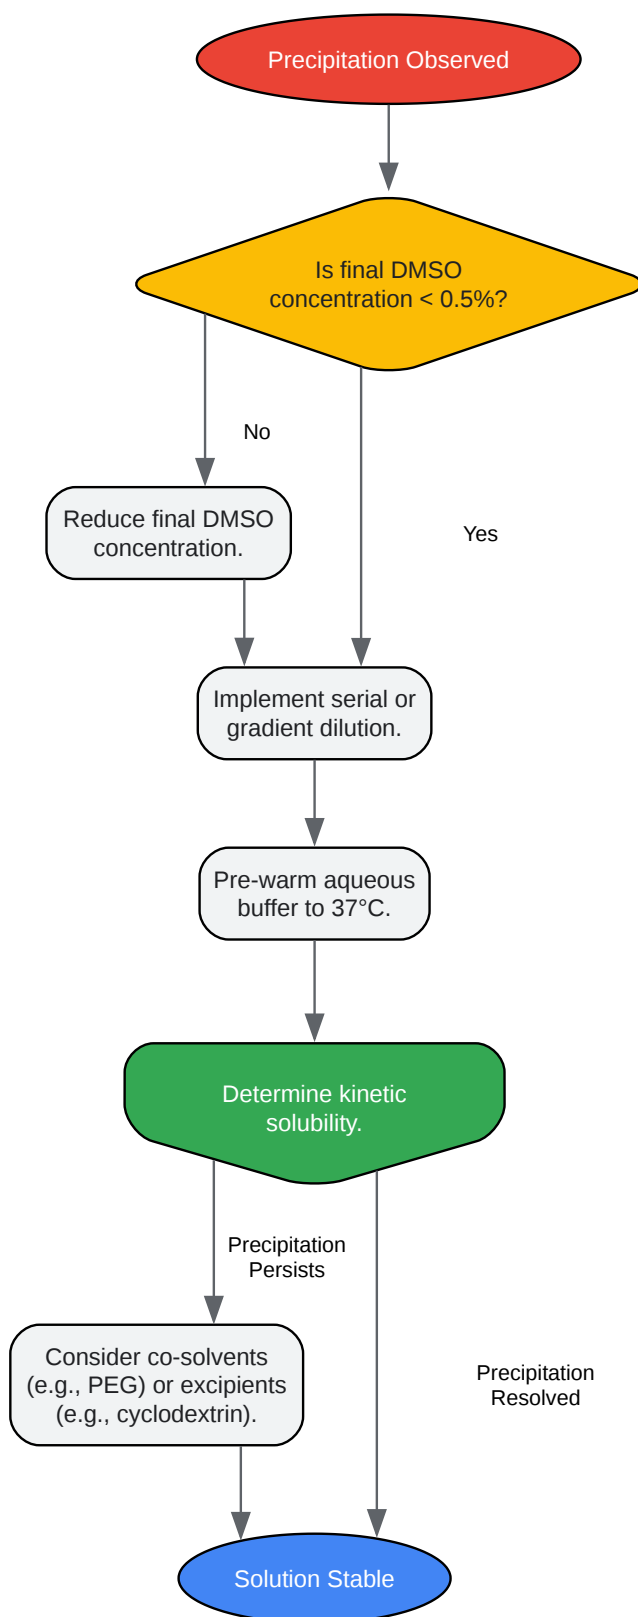 Precipitation Observed
Is final DMSO
concentration < 0.5%?
No
Reduce final DMSO
concentration.
Yes
Implement serial or
gradient dilution.
Pre-warm aqueous
buffer to 37°C.
Determine kinetic
solubility.
Precipitation
Persists
Consider co-solvents
(e.g., PEG) or excipients
(e.g., cyclodextrin).
Precipitation
Resolved
Solution Stable